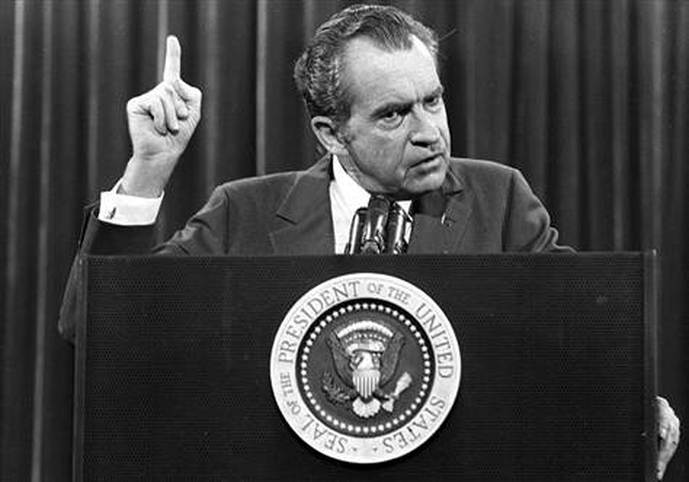 SEAL OF THE PRESIDENT OF THE UNITED STATES